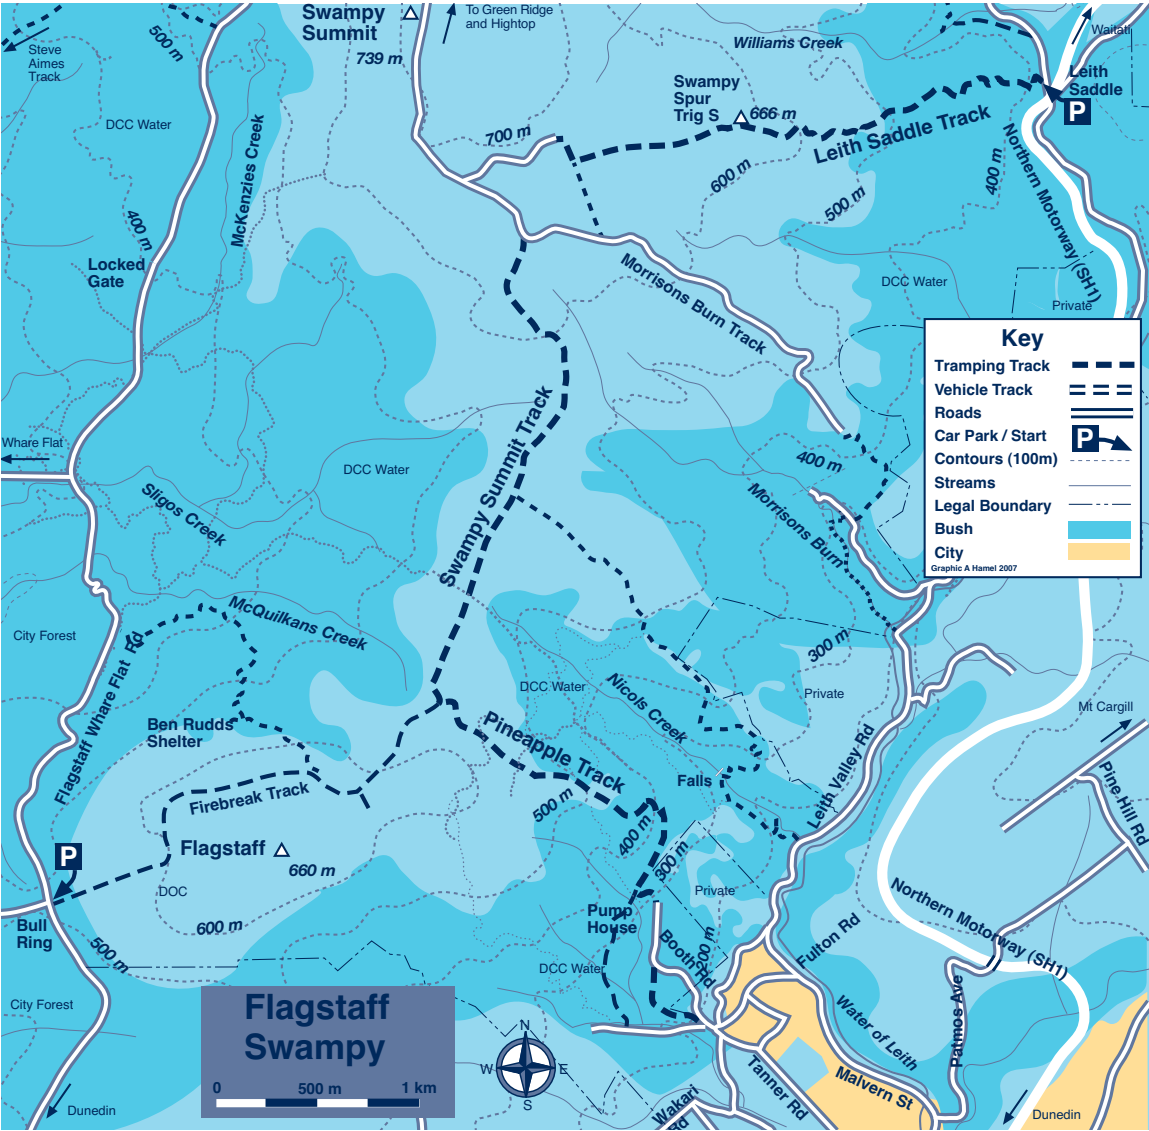 Swampy
Summit
739 m
To Green Ridge
and Hightop
500 m
Steve
Aimes
Track
Williams Creek
Waitati
Leith
Saddle
P
Swampy
Spur
Trig S
666 m
DCC Water
700 m
Leith Saddle Track
McKenzies Creek
600 m
500 m
400 m
Northern Motorway (SH1)
400 m
Locked
Gate
Morrisons Burn Track
DCC Water
Private
Key
Tramping Track
Vehicle Track
Roads
Car Park / Start
P
Contours (100m)
Streams
Legal Boundary
Bush
City
Graphic A Hamel 2007
Whare Flat
DCC Water
Swampy Summit Track
400 m
Sligos Creek
Morrisons Burn
McQuilkans Creek
City Forest
300 m
Flagstaff Whare Flat Rd
DCC Water
Nicols Creek
Private
Mt Cargill
Ben Rudds
Shelter
Pineapple Track
Falls
Leith Valley Rd
Pine Hill Rd
Firebreak Track
500 m
400 m
300 m
P
Flagstaff
660 m
DOC
Private
Northern Motorway (SH1)
Bull
Ring
600 m
500 m
Pump
House
Booth Rd
200 m
Fulton Rd
DCC Water
City Forest
Flagstaff
Swampy
0
500 m
1 km
N
W
E
S
Water of Leith
Patmos Ave
Tanner Rd
Malvern St
Wakari
Rd
Dunedin
Dunedin